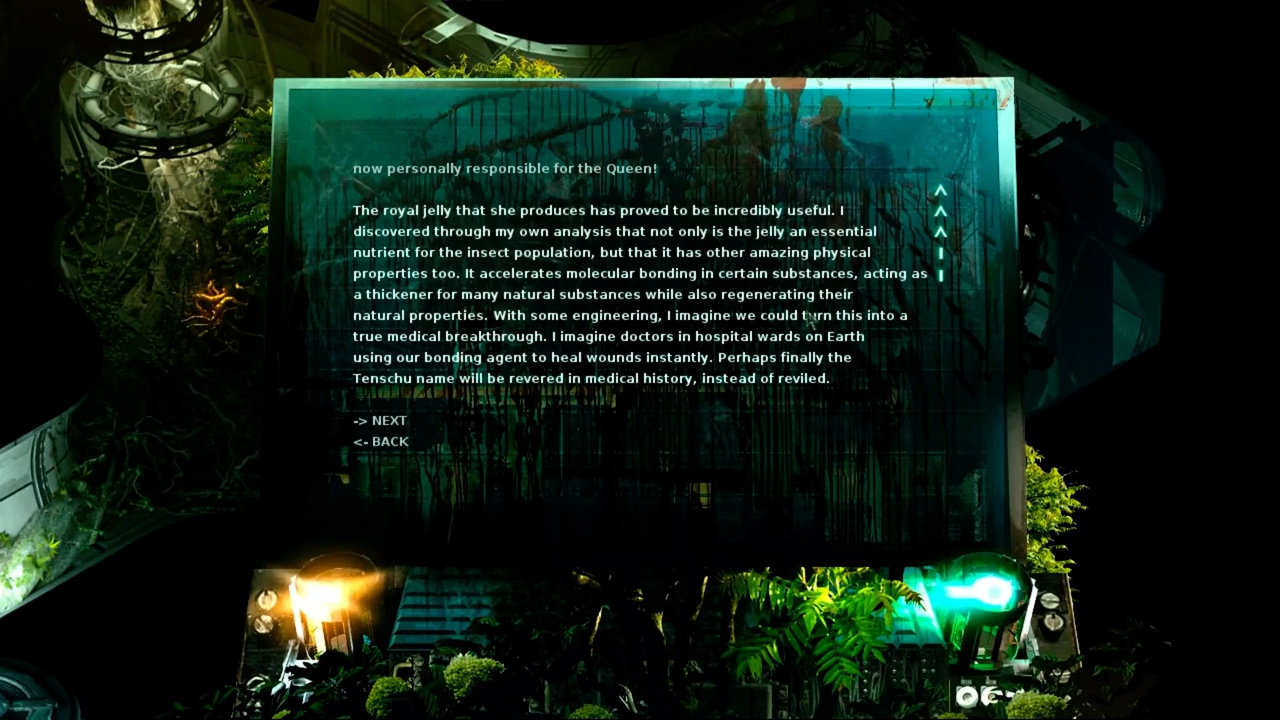 now personally responsible for the Queen!
The royal jelly that she produces has proved to be incredibly useful. I
discovered through my own analysis that not only is the jelly an essential
nutrient for the insect population, but that it has other amazing physical
properties too. It accelerates molecular bonding in certain substances, acting as
a thickener for many natural substances while also regenerating their
natural properties. With some engineering, I imagine we could turn this into a
true medical breakthrough. I imagine doctors in hospital wards on Earth
using our bonding agent to heal wounds instantly. Perhaps finally the
Tenschu name will be revered in medical history, instead of reviled.
-> NEXT
<- BACK